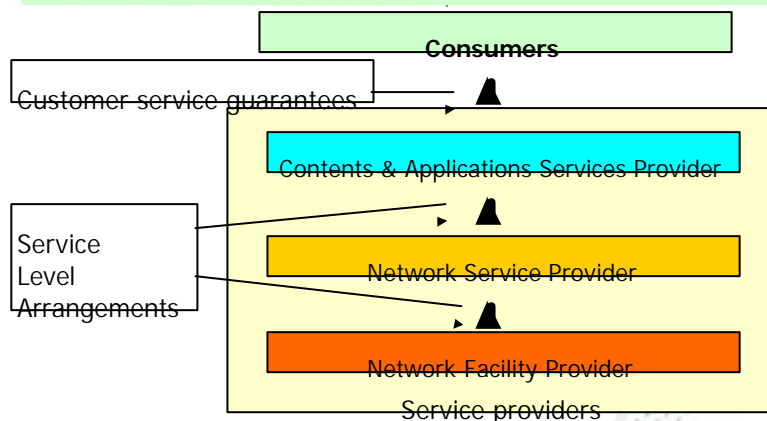 Consumers
Customer service guarantees
Contents & Applications Services Provider
Service
Level
Arrangements
Network Service Provider
Network Facility Provider
Service providers